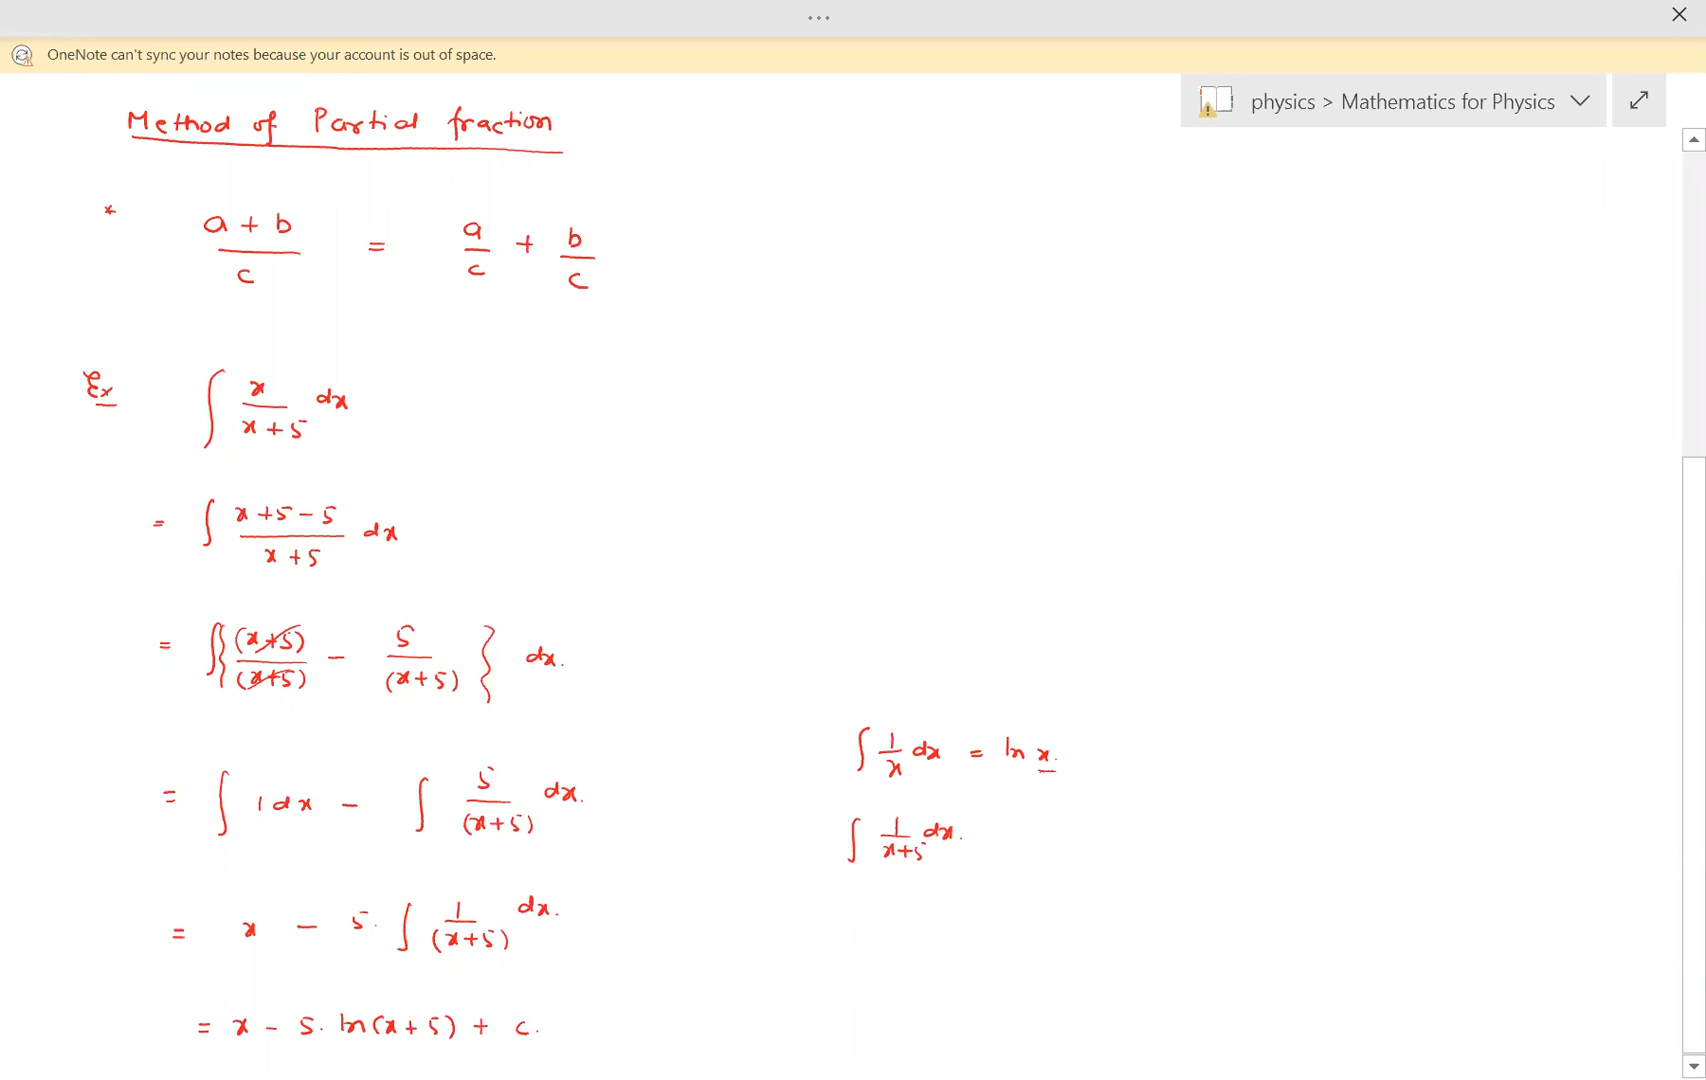 OneNote can't sync your notes because your account is out of space.
physics > Mathematics for Physics
Method of Partial fraction
* (a + b)/c = a/c + b/c
Ex ∫ x/(x + 5) dx
= ∫ (x + 5 - 5)/(x + 5) dx
= ∫ { (x+5)/(x+5) - 5/(x+5) } dx.
= ∫ 1 dx - ∫ 5/(x+5) dx.
= x - 5. ∫ 1/(x+5) dx.
= x - 5. ln(x + 5) + c.
∫ 1/x dx = ln x.
∫ 1/(x+5) dx.